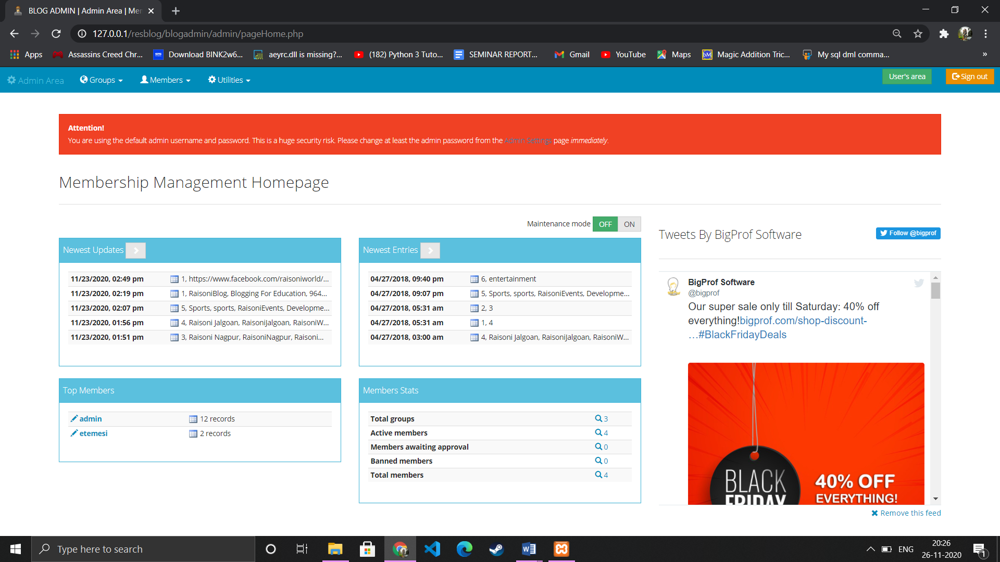 BLOG ADMIN | Admin Area | Mem
127.0.0.1/resblog/blogadmin/admin/pageHome.php
Apps Assassins Creed Chr... Download BINK2w6... aeyrc.dll is missing?... (182) Python 3 Tuto... SEMINAR REPORT... Gmail YouTube Maps Magic Addition Tric... My sql dml comma... »
Admin Area Groups Members Utilities User's area Sign out
Attention!
You are using the default admin username and password. This is a huge security risk. Please change at least the admin password from the Admin Settings page immediately.
Membership Management Homepage
Maintenance mode OFF ON
Newest Updates
11/23/2020, 02:49 pm 1, https://www.facebook.com/raisoniworld/...
11/23/2020, 02:19 pm 1, RaisoniBlog, Blogging For Education, 964...
11/23/2020, 02:07 pm 5, Sports, sports, RaisoniEvents, Developme...
11/23/2020, 01:56 pm 4, Raisoni Jalgoan, RaisoniJalgoan, RaisoniW...
11/23/2020, 01:51 pm 3, Raisoni Nagpur, RaisoniNagpur, Raisoni...
Newest Entries
04/27/2018, 09:40 pm 6, entertainment
04/27/2018, 09:07 pm 5, Sports, sports, RaisoniEvents, Developme...
04/27/2018, 05:31 am 2, 3
04/27/2018, 05:31 am 1, 4
04/27/2018, 03:00 am 4, Raisoni Jalgoan, RaisoniJalgoan, RaisoniW...
Top Members
admin 12 records
etemesi 2 records
Members Stats
Total groups 3
Active members 4
Members awaiting approval 0
Banned members 0
Total members 4
Tweets By BigProf Software
Follow @bigprof
BigProf Software
@bigprof
Our super sale only till Saturday: 40% off
everything!bigprof.com/shop-discount-
…#BlackFridayDeals
BLACK
FRIDAY
40% OFF
EVERYTHING!
Remove this feed
Type here to search
ENG
20:26
26-11-2020
1